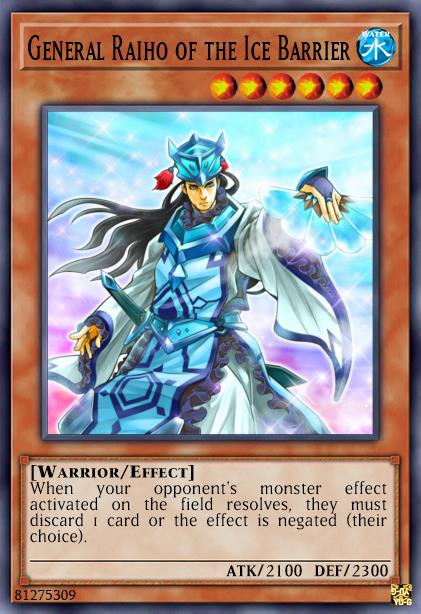 General Raiho of the Ice Barrier
WATER
水
[Warrior/Effect]
When your opponent's monster effect
activated on the field resolves, they must
discard 1 card or the effect is negated (their
choice).
ATK/2100 DEF/2300
81275309